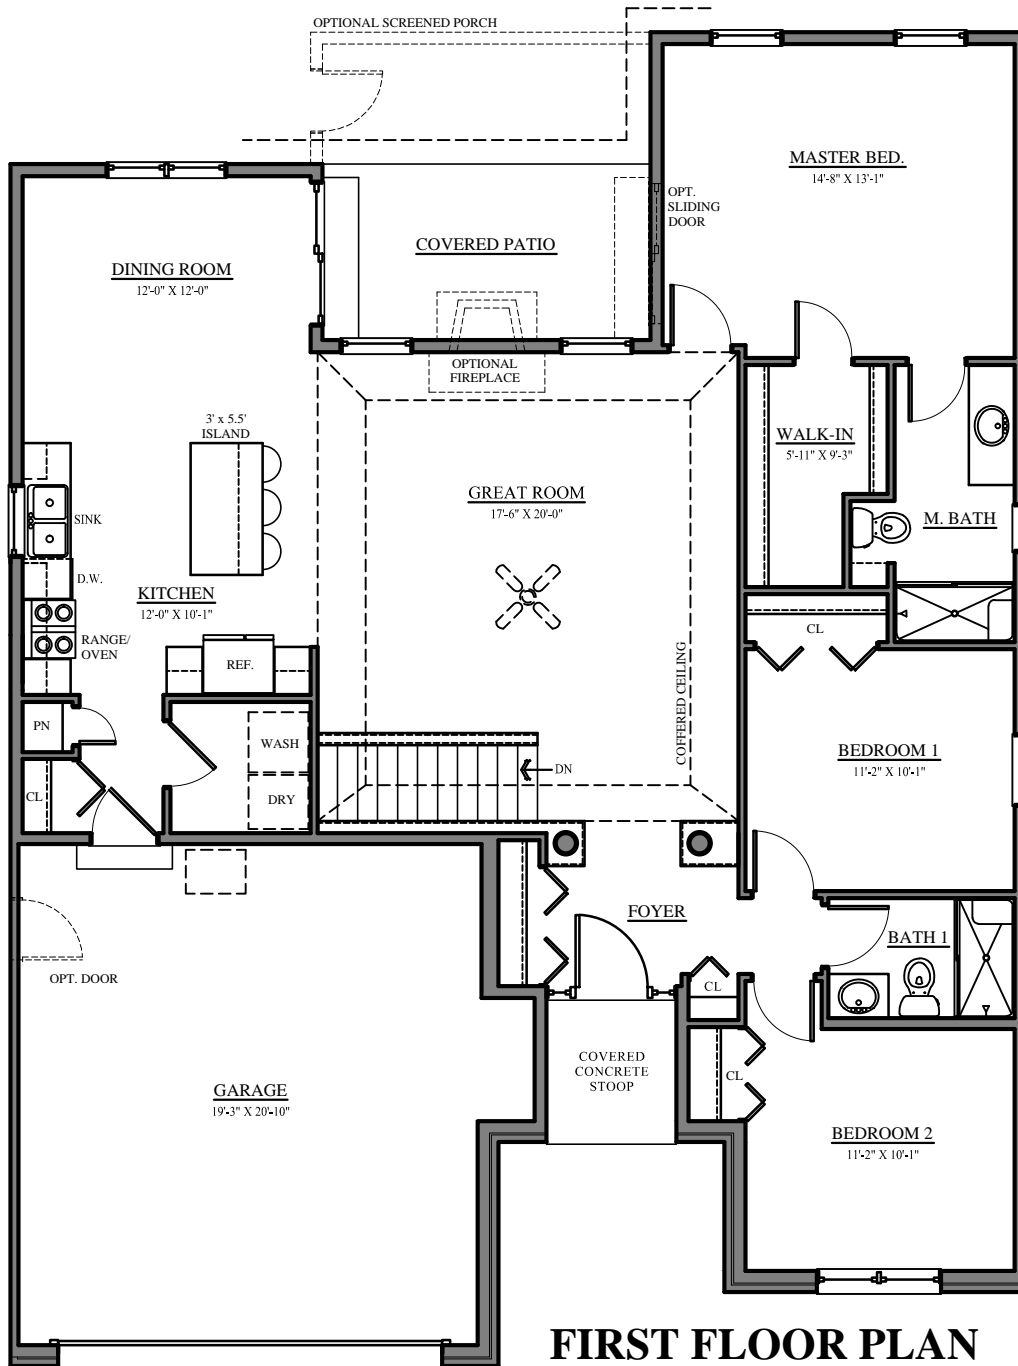 OPTIONAL SCREENED PORCH
MASTER BED.
14'-8" X 13'-1"
OPT.
SLIDING
DOOR
COVERED PATIO
DINING ROOM
12'-0" X 12'-0"
OPTIONAL
FIREPLACE
3' x 5.5'
ISLAND
WALK-IN
5'-11" X 9'-3"
GREAT ROOM
17'-6" X 20'-0"
SINK
M. BATH
D.W.
KITCHEN
12'-0" X 10'-1"
RANGE/
OVEN
REF.
CL
COFFERED CEILING
PN
WASH
BEDROOM 1
11'-2" X 10'-1"
DN
CL
DRY
FOYER
BATH 1
OPT. DOOR
CL
COVERED
CONCRETE
STOOP
CL
GARAGE
19'-3" X 20'-10"
BEDROOM 2
11'-2" X 10'-1"
FIRST FLOOR PLAN